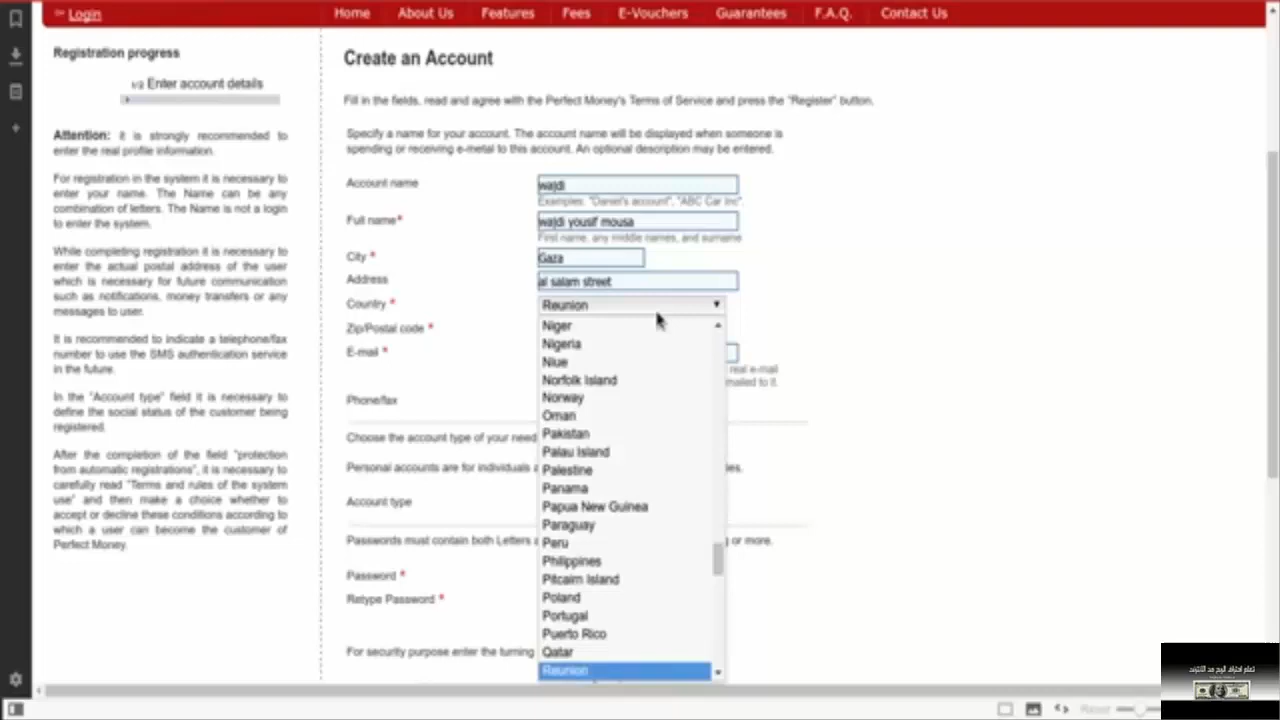 Login
Home About Us Features Fees E-Vouchers Guarantees F.A.Q. Contact Us
Registration progress
1/2 Enter account details
Attention: it is strongly recommended to
enter the real profile information.
For registration in the system it is necessary to
enter your name. The Name can be any
combination of letters. The Name is not a login
to enter the system.
While completing registration it is necessary to
enter the actual postal address of the user
which is necessary for future communication
such as notifications, money transfers or any
messages to user.
It is recommended to indicate a telephone/fax
number to use the SMS authentication service
in the future.
In the "Account type" field it is necessary to
define the social status of the customer being
registered.
After the completion of the field "protection
from automatic registrations", it is necessary to
carefully read "Terms and rules of the system
use" and then make a choice whether to
accept or decline these conditions according to
which a user can become the customer of
Perfect Money.
Create an Account
Fill in the fields, read and agree with the Perfect Money's Terms of Service and press the "Register" button.
Specify a name for your account. The account name will be displayed when someone is
spending or receiving e-metal to this account. An optional description may be entered.
Account name wajdi
Examples: "Daniel's account", "ABC Car Inc".
Full name* wajdi yousif mousa
First name, any middle names, and surname
City * Gaza
Address al salam street
Country * Reunion
Zip/Postal code *
E-mail *
real e-mail
mailed to it.
Phone/fax
Choose the account type of your need
Personal accounts are for individuals a
ies.
Account type
Passwords must contain both Letters a
g or more.
Password *
Retype Password *
For security purpose enter the turning
Niger
Nigeria
Niue
Norfolk Island
Norway
Oman
Pakistan
Palau Island
Palestine
Panama
Papua New Guinea
Paraguay
Peru
Philippines
Pitcairn Island
Poland
Portugal
Puerto Rico
Qatar
Reunion
Reset
تعلم احتراف الربح من الانترنت